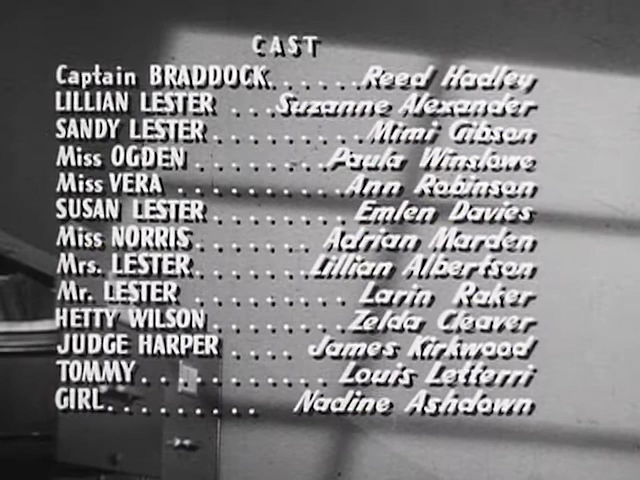 CAST
Captain BRADDOCK......Reed Hadley
LILLIAN LESTER ...Suzanne Alexander
SANDY LESTER.........Mimi Gibson
Miss OGDEN ........Paula Winslowe
Miss VERA ..........Ann Robinson
SUSAN LESTER........Emlen Davies
Miss NORRIS.......Adrian Marden
Mrs. LESTER.......Lillian Albertson
Mr. LESTER .........Larin Raker
HETTY WILSON........Zelda Cleaver
JUDGE HARPER ....James Kirkwood
TOMMY...........Louis Letterri
GIRL......... Nadine Ashdown